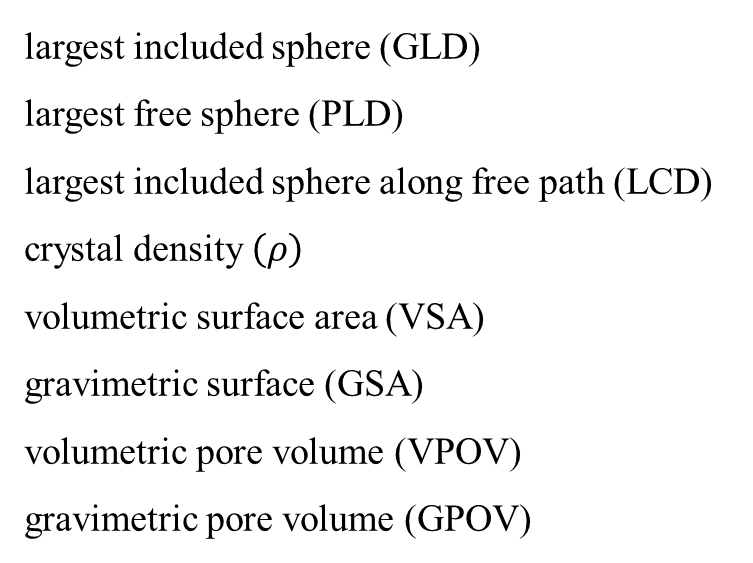 largest included sphere (GLD)
largest free sphere (PLD)
largest included sphere along free path (LCD)
crystal density (ρ)
volumetric surface area (VSA)
gravimetric surface (GSA)
volumetric pore volume (VPOV)
gravimetric pore volume (GPOV)